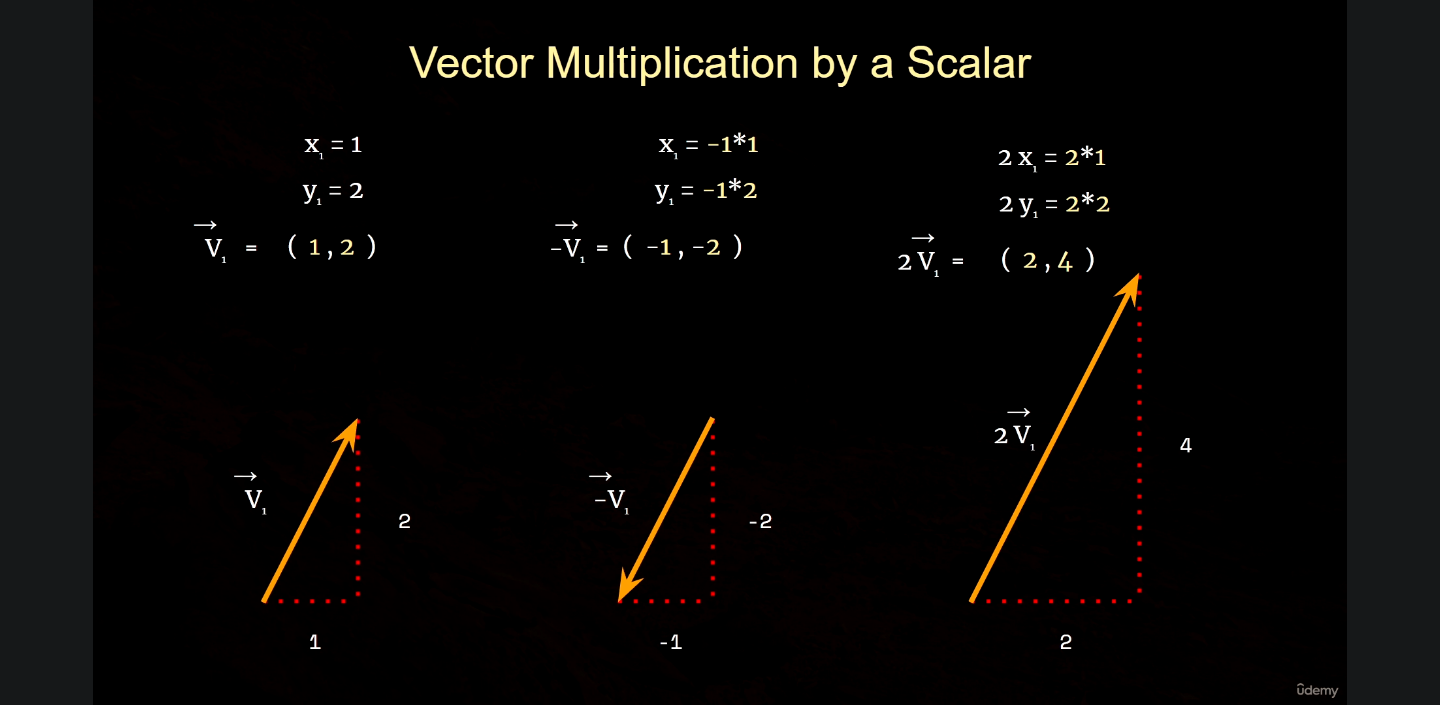 Vector Multiplication by a Scalar
x₁ = 1
y₁ = 2
V₁ = ( 1 , 2 )
x₁ = -1*1
y₁ = -1*2
-V₁ = ( -1 , -2 )
2 x₁ = 2*1
2 y₁ = 2*2
2 V₁ = ( 2 , 4 )
V₁
2
1
-V₁
-2
-1
2 V₁
4
2
ûdemy